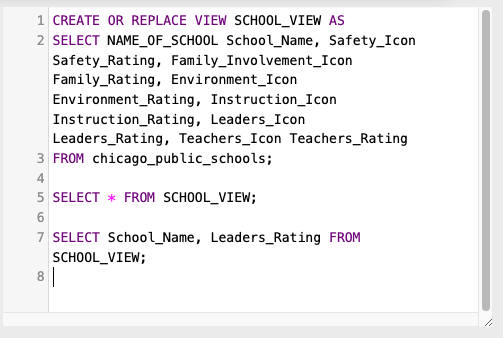 1 CREATE OR REPLACE VIEW SCHOOL_VIEW AS
2 SELECT NAME_OF_SCHOOL School_Name, Safety_Icon
Safety_Rating, Family_Involvement_Icon
Family_Rating, Environment_Icon
Environment_Rating, Instruction_Icon
Instruction_Rating, Leaders_Icon
Leaders_Rating, Teachers_Icon Teachers_Rating
3 FROM chicago_public_schools;
4
5 SELECT * FROM SCHOOL_VIEW;
6
7 SELECT School_Name, Leaders_Rating FROM
SCHOOL_VIEW;
8